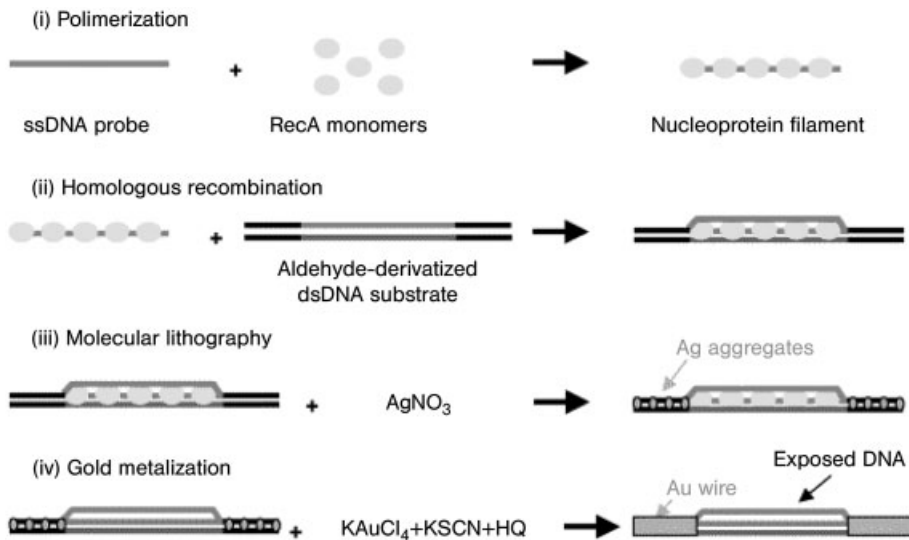 (i) Polimerization
+
ssDNA probe
RecA monomers
Nucleoprotein filament
(ii) Homologous recombination
+
Aldehyde-derivatized
dsDNA substrate
(iii) Molecular lithography
Ag aggregates
+
AgNO₃
(iv) Gold metalization
Exposed DNA
Au wire
+
KAuCl₄+KSCN+HQ